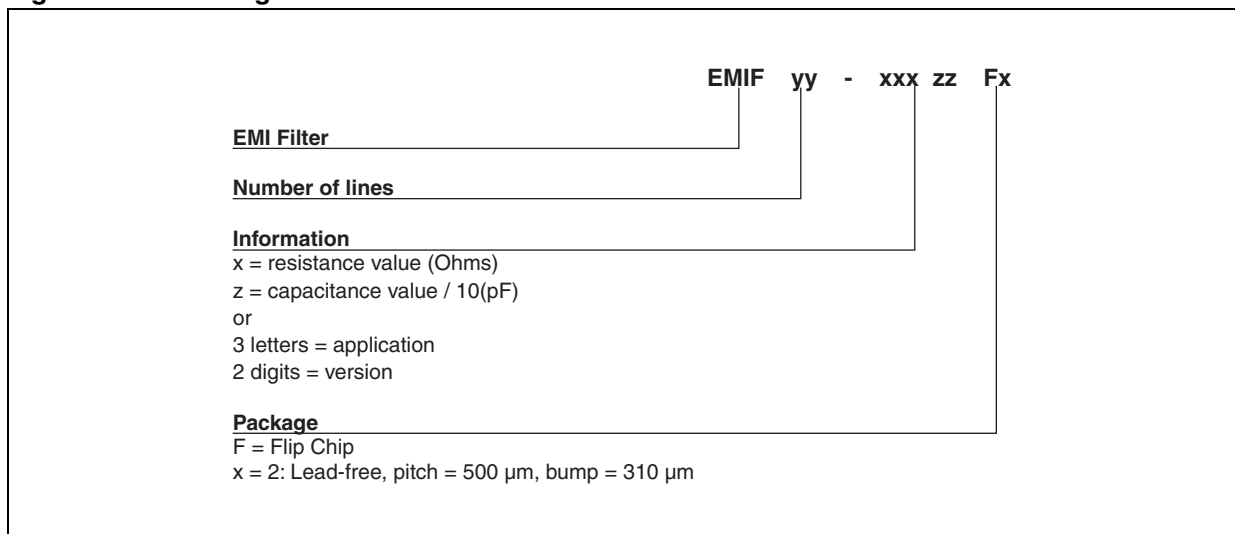 EMIF yy - xxx zz Fx
EMI Filter
Number of lines
Information
x = resistance value (Ohms)
z = capacitance value / 10(pF)
or
3 letters = application
2 digits = version
Package
F = Flip Chip
x = 2: Lead-free, pitch = 500 µm, bump = 310 µm